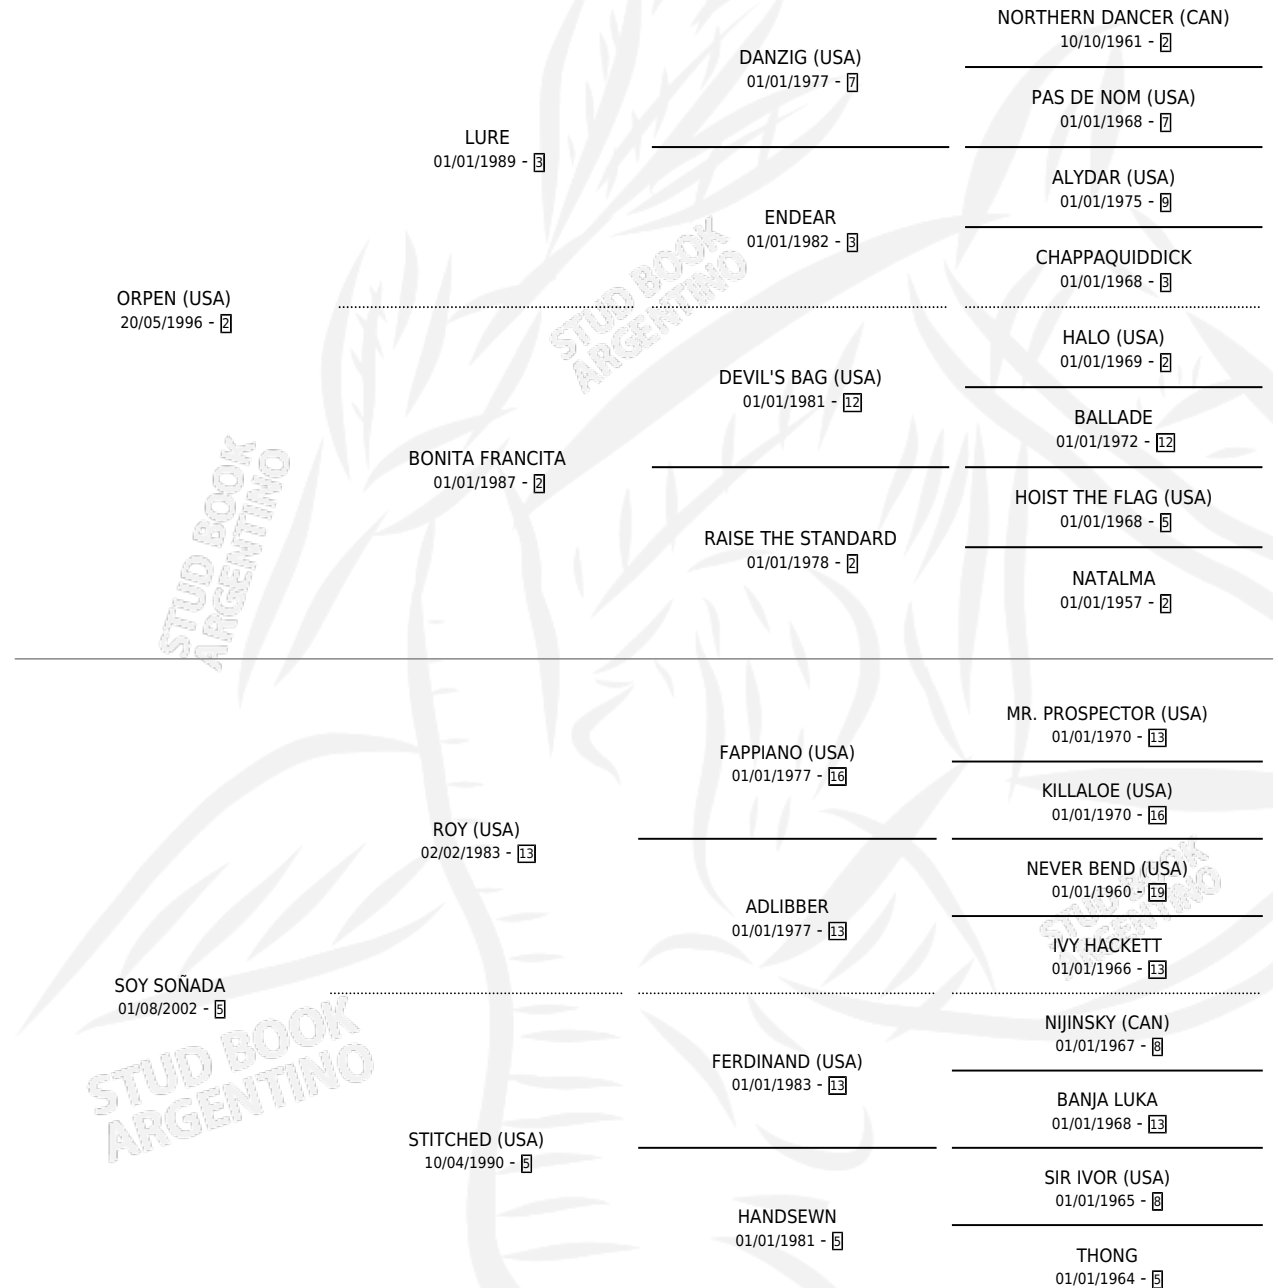 NORTHERN DANCER (CAN)
10/10/1961 - 2
DANZIG (USA)
01/01/1977 - 7
PAS DE NOM (USA)
01/01/1968 - 7
LURE
01/01/1989 - 3
ALYDAR (USA)
01/01/1975 - 9
ENDEAR
01/01/1982 - 3
CHAPPAQUIDDICK
01/01/1968 - 3
ORPEN (USA)
20/05/1996 - 2
HALO (USA)
01/01/1969 - 2
DEVIL'S BAG (USA)
01/01/1981 - 12
BALLADE
01/01/1972 - 12
BONITA FRANCITA
01/01/1987 - 2
HOIST THE FLAG (USA)
01/01/1968 - 5
RAISE THE STANDARD
01/01/1978 - 2
NATALMA
01/01/1957 - 2
MR. PROSPECTOR (USA)
01/01/1970 - 13
FAPPIANO (USA)
01/01/1977 - 16
KILLALOE (USA)
01/01/1970 - 16
ROY (USA)
02/02/1983 - 13
NEVER BEND (USA)
01/01/1960 - 19
ADLIBBER
01/01/1977 - 13
IVY HACKETT
01/01/1966 - 13
SOY SOÑADA
01/08/2002 - 5
NIJINSKY (CAN)
01/01/1967 - 8
FERDINAND (USA)
01/01/1983 - 13
BANJA LUKA
01/01/1968 - 13
STITCHED (USA)
10/04/1990 - 5
SIR IVOR (USA)
01/01/1965 - 8
HANDSEWN
01/01/1981 - 5
THONG
01/01/1964 - 5
STUD BOOK
ARGENTINO
STUD BOOK
ARGENTINO
STUD BOOK
ARGENTINO
STUD BOOK
ARGENTINO